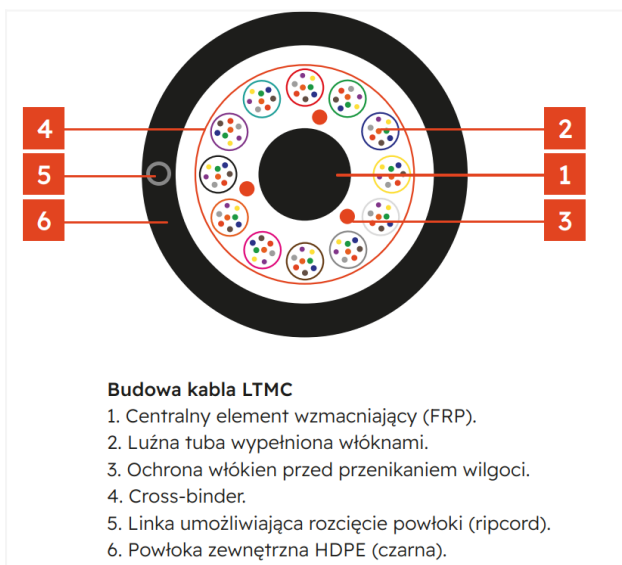 4
5
6
2
1
3
Budowa kabla LTMC
1. Centralny element wzmacniający (FRP).
2. Luźna tuba wypełniona włóknami.
3. Ochrona włókien przed przenikaniem wilgoci.
4. Cross-binder.
5. Linka umożliwiająca rozcięcie powłoki (ripcord).
6. Powłoka zewnętrzna HDPE (czarna).